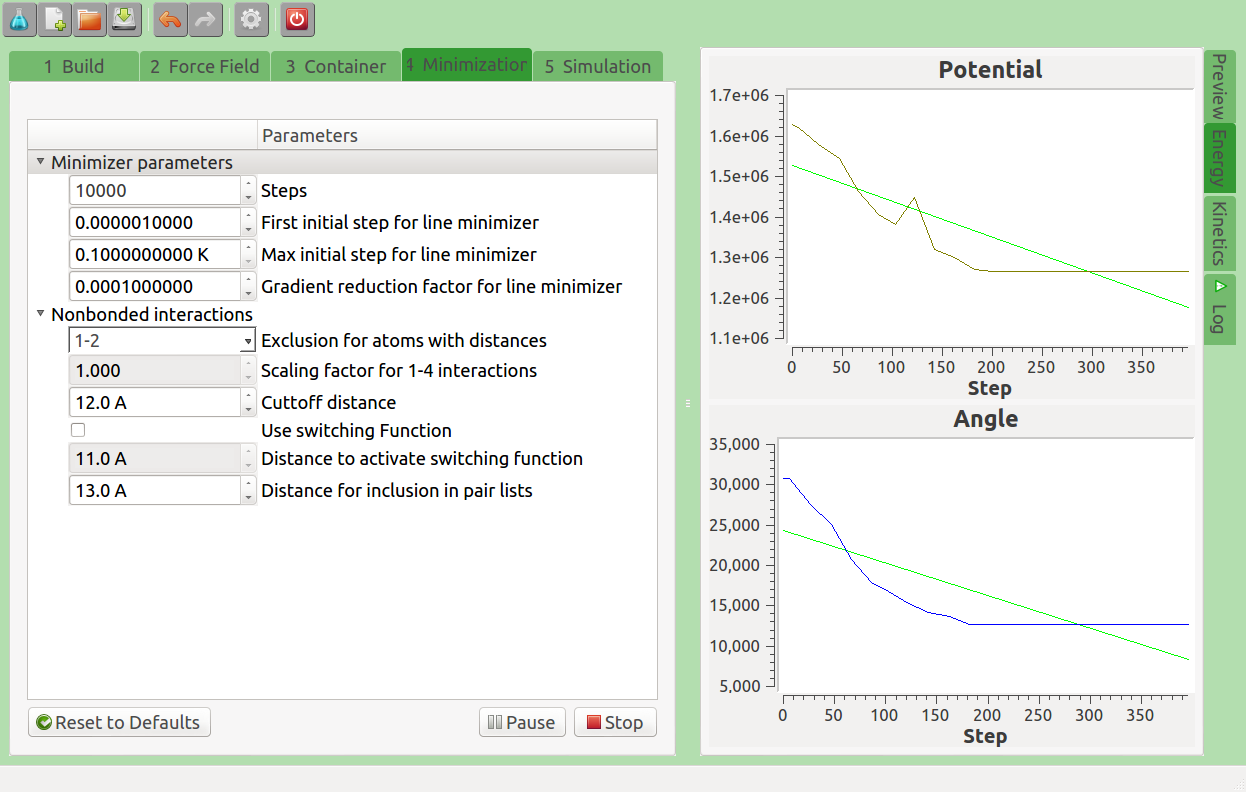 1 Build
2 Force Field
3 Container
4 Minimization
5 Simulation
Parameters
Minimizer parameters
10000 Steps
0.0000010000 First initial step for line minimizer
0.1000000000 K Max initial step for line minimizer
0.0001000000 Gradient reduction factor for line minimizer
Nonbonded interactions
1-2 Exclusion for atoms with distances
1.000 Scaling factor for 1-4 interactions
12.0 A Cuttoff distance
Use switching Function
11.0 A Distance to activate switching function
13.0 A Distance for inclusion in pair lists
Reset to Defaults
Pause
Stop
Potential
1.7e+06
1.6e+06
1.5e+06
1.4e+06
1.3e+06
1.2e+06
1.1e+06
0 50 100 150 200 250 300 350
Step
Angle
35,000
30,000
25,000
20,000
15,000
10,000
5,000
0 50 100 150 200 250 300 350
Step
Preview
Energy
Kinetics
Log